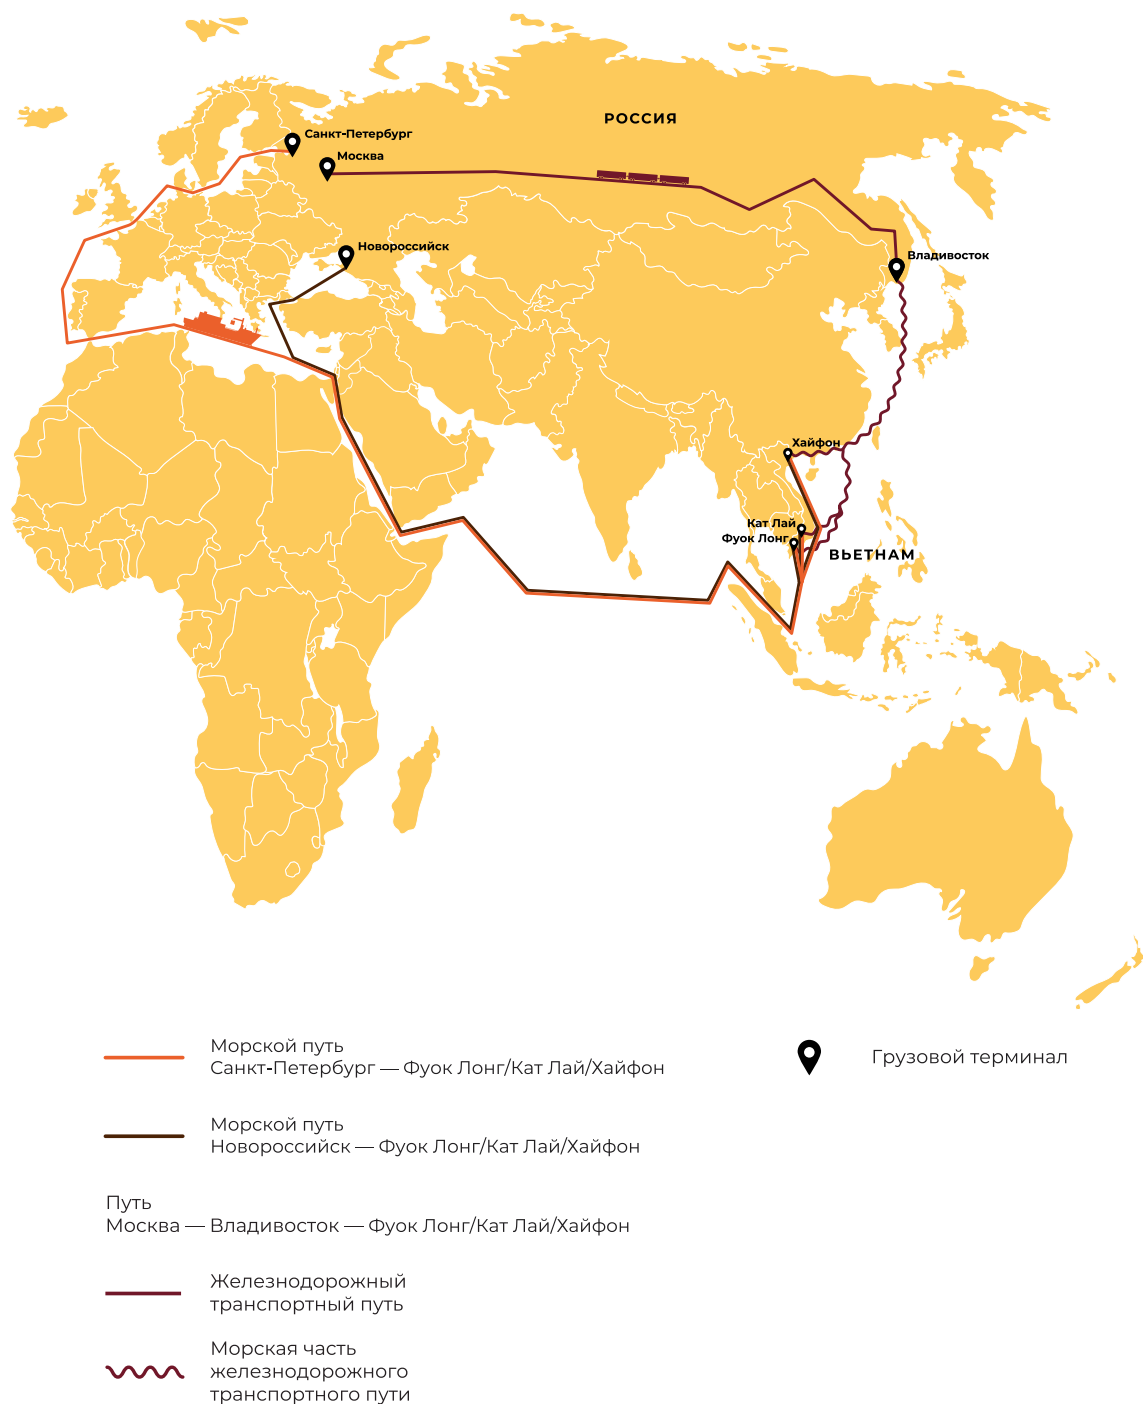 РОССИЯ
Санкт-Петербург
Москва
Новороссийск
Владивосток
Хайфон
Кат Лай
Фуок Лонг
ВЬЕТНАМ
Морской путь
Санкт-Петербург — Фуок Лонг/Кат Лай/Хайфон
Грузовой терминал
Морской путь
Новороссийск — Фуок Лонг/Кат Лай/Хайфон
Путь
Москва — Владивосток — Фуок Лонг/Кат Лай/Хайфон
Железнодорожный
транспортный путь
Морская часть
железнодорожного
транспортного пути